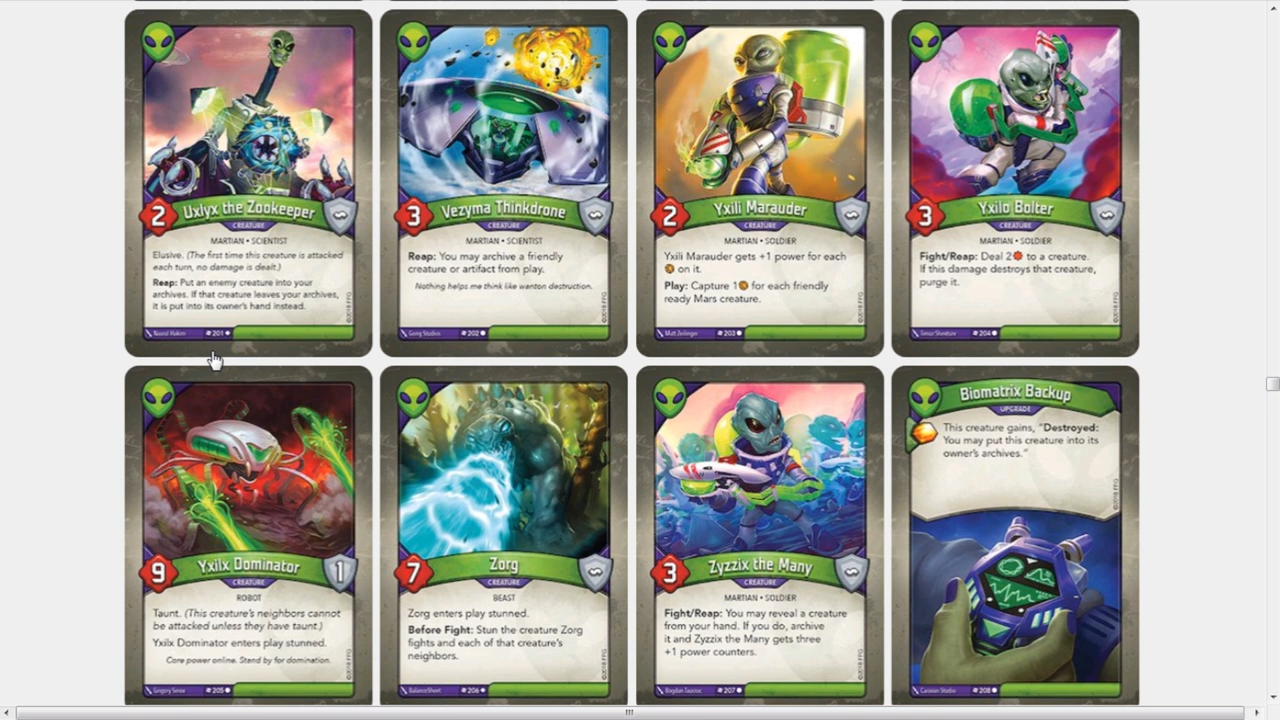 2
Uxlyx the Zookeeper
CREATURE
MARTIAN • SCIENTIST
Elusive. (The first time this creature is attacked
each turn, no damage is dealt.)
Reap: Put an enemy creature into your
archives. If that creature leaves your archives,
it is put into its owner's hand instead.
201
3
Vezyma Thinkdrone
CREATURE
MARTIAN • SCIENTIST
Reap: You may archive a friendly
creature or artifact from play.
Nothing helps me think like wanton destruction.
Gong Studios
202
2
Yxili Marauder
CREATURE
MARTIAN • SOLDIER
Yxili Marauder gets +1 power for each
on it.
Play: Capture 1 for each friendly
ready Mars creature.
Matt Zeilinger
203
3
Yxilo Bolter
CREATURE
MARTIAN • SOLDIER
Fight/Reap: Deal 2 to a creature.
If this damage destroys that creature,
purge it.
204
9
Yxilx Dominator
1
CREATURE
ROBOT
Taunt. (This creature's neighbors cannot
be attacked unless they have taunt.)
Yxilx Dominator enters play stunned.
Core power online. Stand by for domination.
205
7
Zorg
CREATURE
BEAST
Zorg enters play stunned.
Before Fight: Stun the creature Zorg
fights and each of that creature's
neighbors.
BalanceSheet
206
3
Zyzzix the Many
CREATURE
MARTIAN • SOLDIER
Fight/Reap: You may reveal a creature
from your hand. If you do, archive
it and Zyzzix the Many gets three
+1 power counters.
207
Biomatrix Backup
UPGRADE
This creature gains, "Destroyed:
You may put this creature into its
owner's archives."
Caravan Studio
208